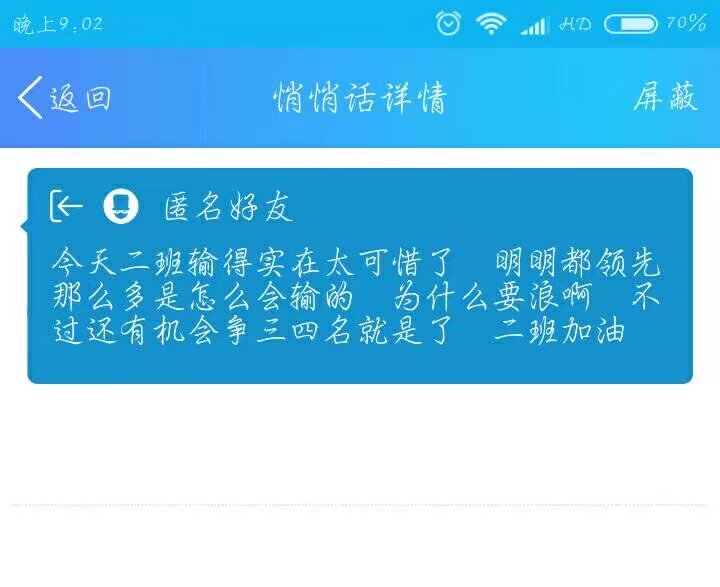 晚上9:02 HD 70%
返回 悄悄话详情 屏蔽
匿名好友
今天二班输得实在太可惜了 明明都领先
那么多是怎么会输的 为什么要浪啊 不
过还有机会争三四名就是了 二班加油